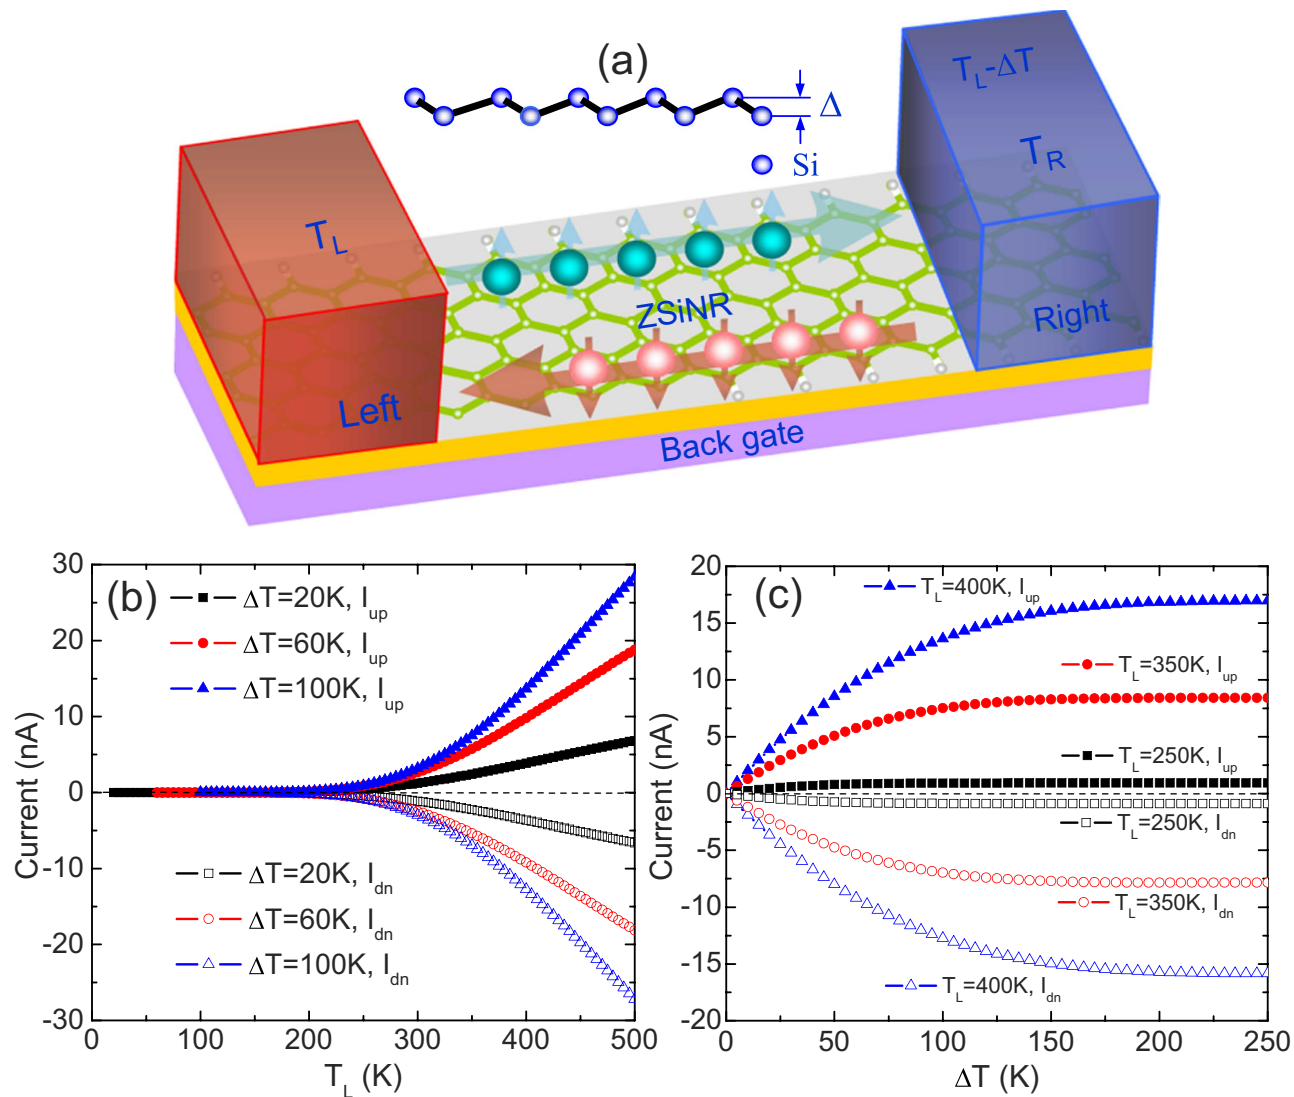 (a)
T_L-ΔT
Δ
Si
T_R
T_L
ZSiNR
Right
Left
Back gate
(b)
ΔT=20K, I_up
ΔT=60K, I_up
ΔT=100K, I_up
ΔT=20K, I_dn
ΔT=60K, I_dn
ΔT=100K, I_dn
Current (nA)
30
20
10
0
-10
-20
-30
0 100 200 300 400 500
T_L (K)
(c)
T_L=400K, I_up
T_L=350K, I_up
T_L=250K, I_up
T_L=250K, I_dn
T_L=350K, I_dn
T_L=400K, I_dn
Current (nA)
20
15
10
5
0
-5
-10
-15
-20
0 50 100 150 200 250
ΔT (K)